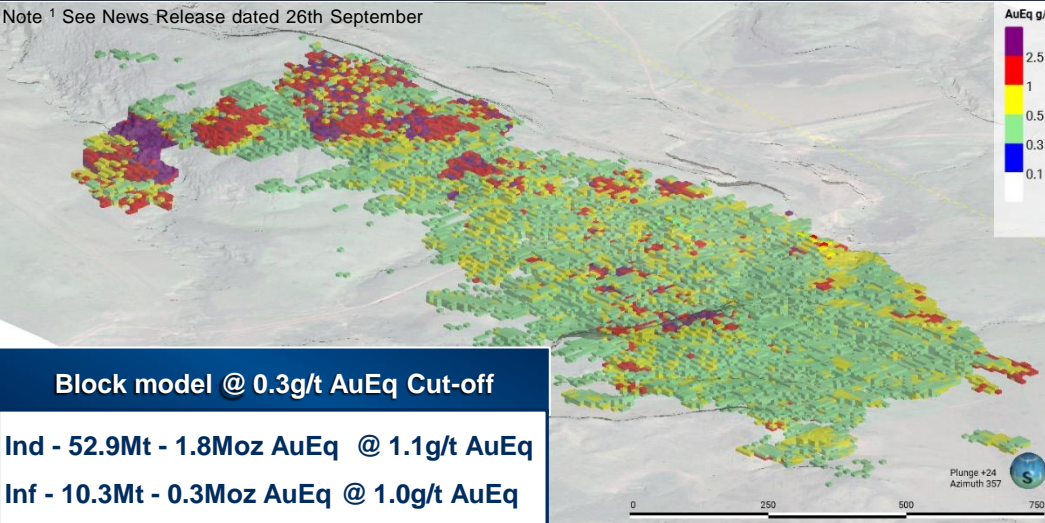 Note ¹ See News Release dated 26th September
AuEq g/
2.5
1
0.5
0.3
0.1
Block model @ 0.3g/t AuEq Cut-off
Ind - 52.9Mt - 1.8Moz AuEq @ 1.1g/t AuEq
Inf - 10.3Mt - 0.3Moz AuEq @ 1.0g/t AuEq
Plunge +24
Azimuth 357
S
0 250 500 750